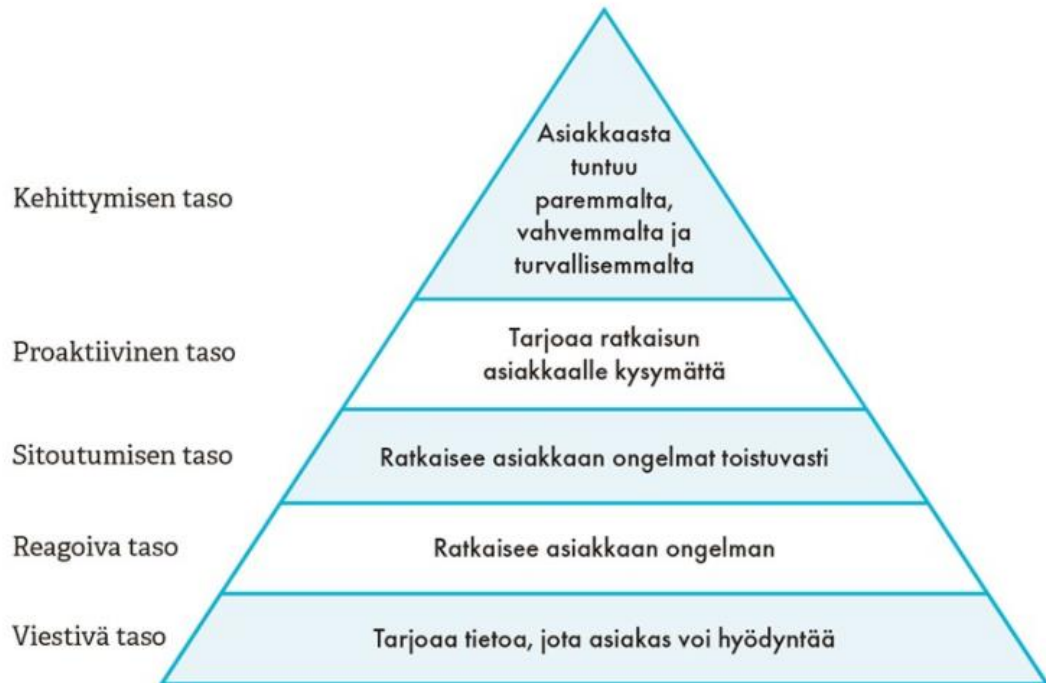 Kehittymisen taso
Asiakkaasta
tuntuu
paremmalta,
vahvemmalta ja
turvallisemmalta
Proaktiivinen taso
Tarjoaa ratkaisun
asiakkaalle kysymättä
Sitoutumisen taso
Ratkaisee asiakkaan ongelmat toistuvasti
Reagoiva taso
Ratkaisee asiakkaan ongelman
Viestivä taso
Tarjoaa tietoa, jota asiakas voi hyödyntää